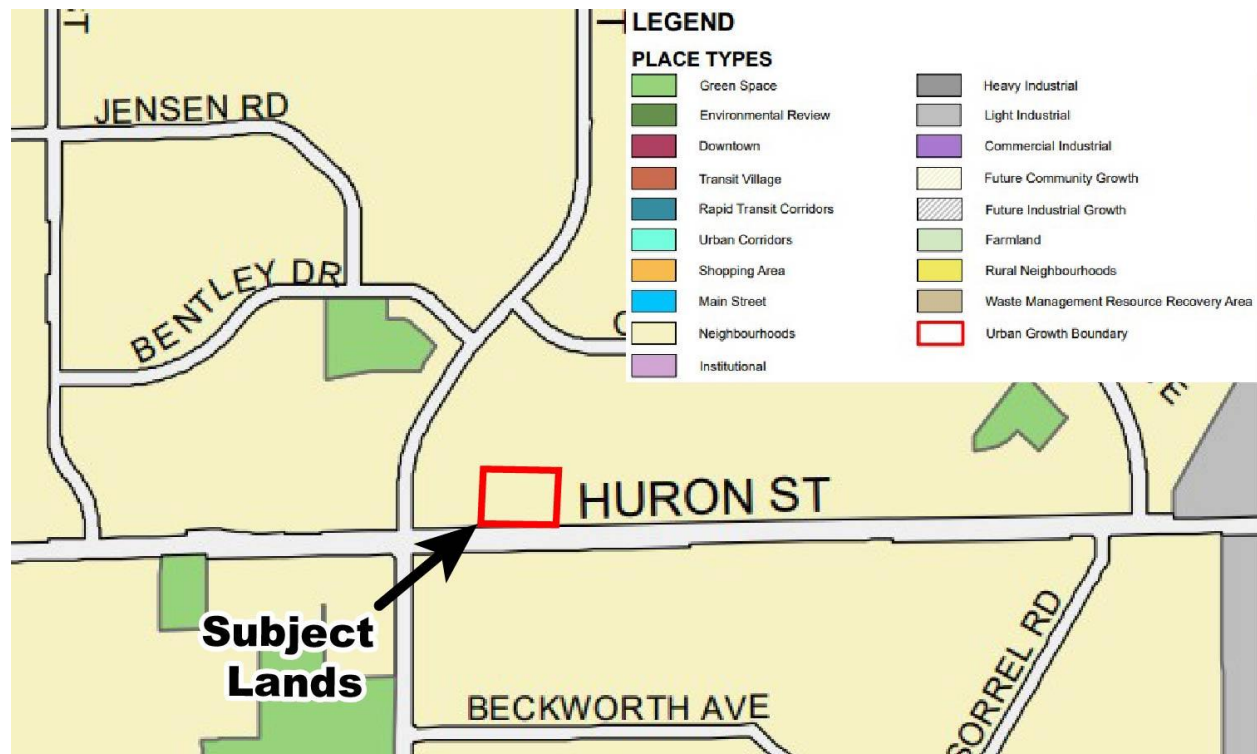 ST
LEGEND
PLACE TYPES
Green Space
Environmental Review
Downtown
Transit Village
Rapid Transit Corridors
Urban Corridors
Shopping Area
Main Street
Neighbourhoods
Institutional
Heavy Industrial
Light Industrial
Commercial Industrial
Future Community Growth
Future Industrial Growth
Farmland
Rural Neighbourhoods
Waste Management Resource Recovery Area
Urban Growth Boundary
JENSEN RD
BENTLEY DR
HURON ST
Subject
Lands
BECKWORTH AVE
SORREL RD